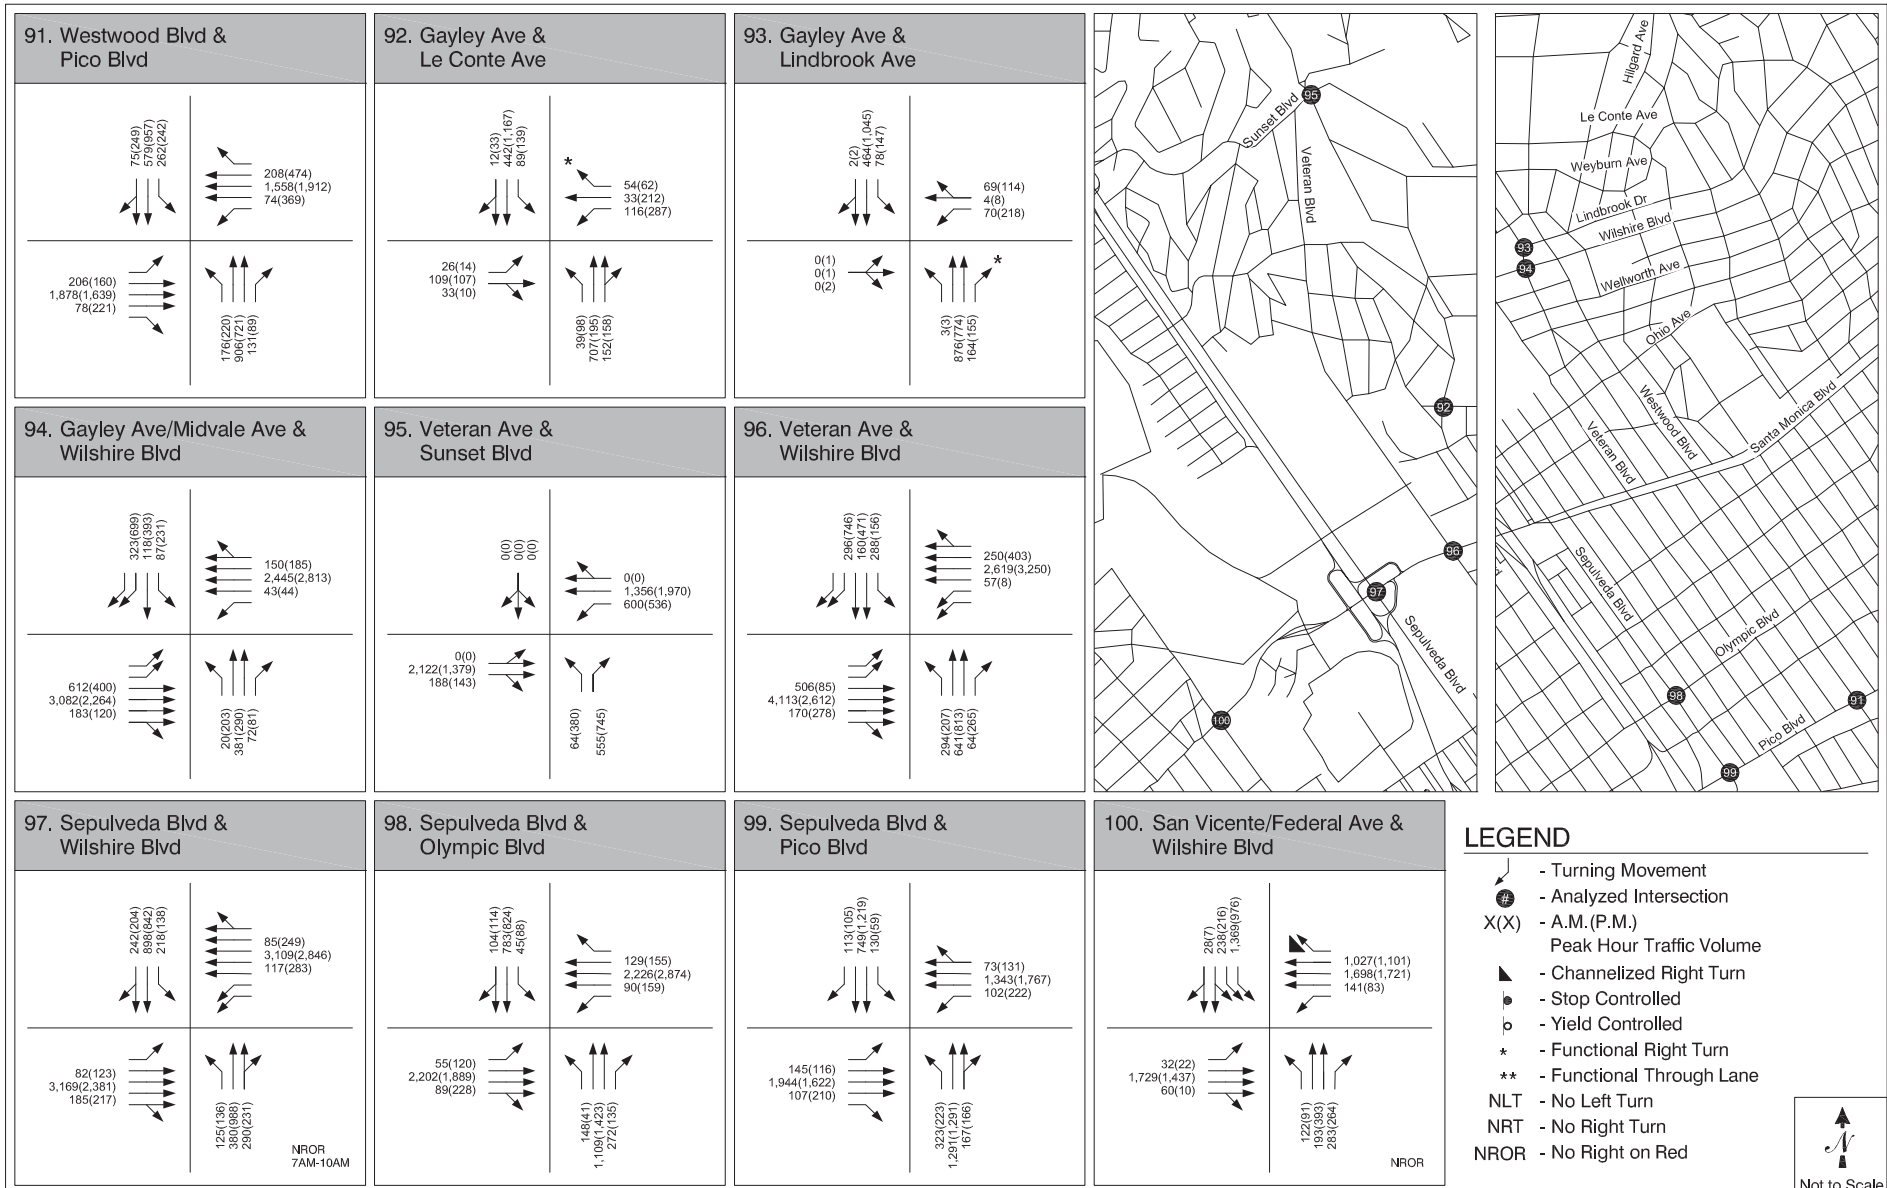 91. Westwood Blvd &
Pico Blvd
75(249)
579(957)
262(242)
208(474)
1,558(1,912)
74(369)
206(160)
1,878(1,639)
78(221)
176(220)
906(721)
131(89)
92. Gayley Ave &
Le Conte Ave
12(33)
442(1,167)
89(139)
*
54(62)
33(212)
116(287)
26(14)
109(107)
33(10)
39(98)
707(195)
152(158)
93. Gayley Ave &
Lindbrook Ave
2(2)
464(1,045)
78(147)
69(114)
4(8)
70(218)
0(1)
0(1)
0(2)
*
3(3)
876(774)
164(155)
94. Gayley Ave/Midvale Ave &
Wilshire Blvd
323(699)
118(393)
87(231)
150(185)
2,445(2,813)
43(44)
612(400)
3,082(2,264)
183(120)
20(203)
381(290)
72(81)
95. Veteran Ave &
Sunset Blvd
0(0)
0(0)
0(0)
0(0)
1,356(1,970)
600(536)
0(0)
2,122(1,379)
188(143)
64(380)
555(745)
96. Veteran Ave &
Wilshire Blvd
296(746)
160(471)
288(156)
250(403)
2,619(3,250)
57(8)
506(85)
4,113(2,612)
170(278)
294(207)
641(813)
64(265)
97. Sepulveda Blvd &
Wilshire Blvd
242(204)
898(842)
218(138)
85(249)
3,109(2,846)
117(283)
82(123)
3,169(2,381)
185(217)
125(136)
380(988)
290(231)
NROR
7AM-10AM
98. Sepulveda Blvd &
Olympic Blvd
104(114)
783(824)
45(88)
129(155)
2,226(2,874)
90(159)
55(120)
2,202(1,889)
89(228)
148(41)
1,109(1,423)
272(135)
99. Sepulveda Blvd &
Pico Blvd
113(105)
749(1,219)
130(59)
73(131)
1,343(1,767)
102(222)
145(116)
1,944(1,622)
107(210)
323(223)
1,291(1,291)
167(166)
100. San Vicente/Federal Ave &
Wilshire Blvd
28(7)
238(216)
1,369(976)
1,027(1,101)
1,698(1,721)
141(83)
32(22)
1,729(1,437)
60(10)
122(91)
193(393)
283(264)
NROR
95
Sunset Blvd
Veteran Blvd
92
96
97
Sepulveda Blvd
100
Hilgard Ave
Le Conte Ave
Weyburn Ave
Lindbrook Dr
Wilshire Blvd
93
94
Wellworth Ave
Ohio Ave
Westwood Blvd
Veteran Blvd
Santa Monica Blvd
Sepulveda Blvd
Olympic Blvd
98
91
Pico Blvd
99
LEGEND
- Turning Movement
# - Analyzed Intersection
X(X) - A.M.(P.M.)
Peak Hour Traffic Volume
- Channelized Right Turn
- Stop Controlled
- Yield Controlled
* - Functional Right Turn
** - Functional Through Lane
NLT - No Left Turn
NRT - No Right Turn
NROR - No Right on Red
N
Not to Scale